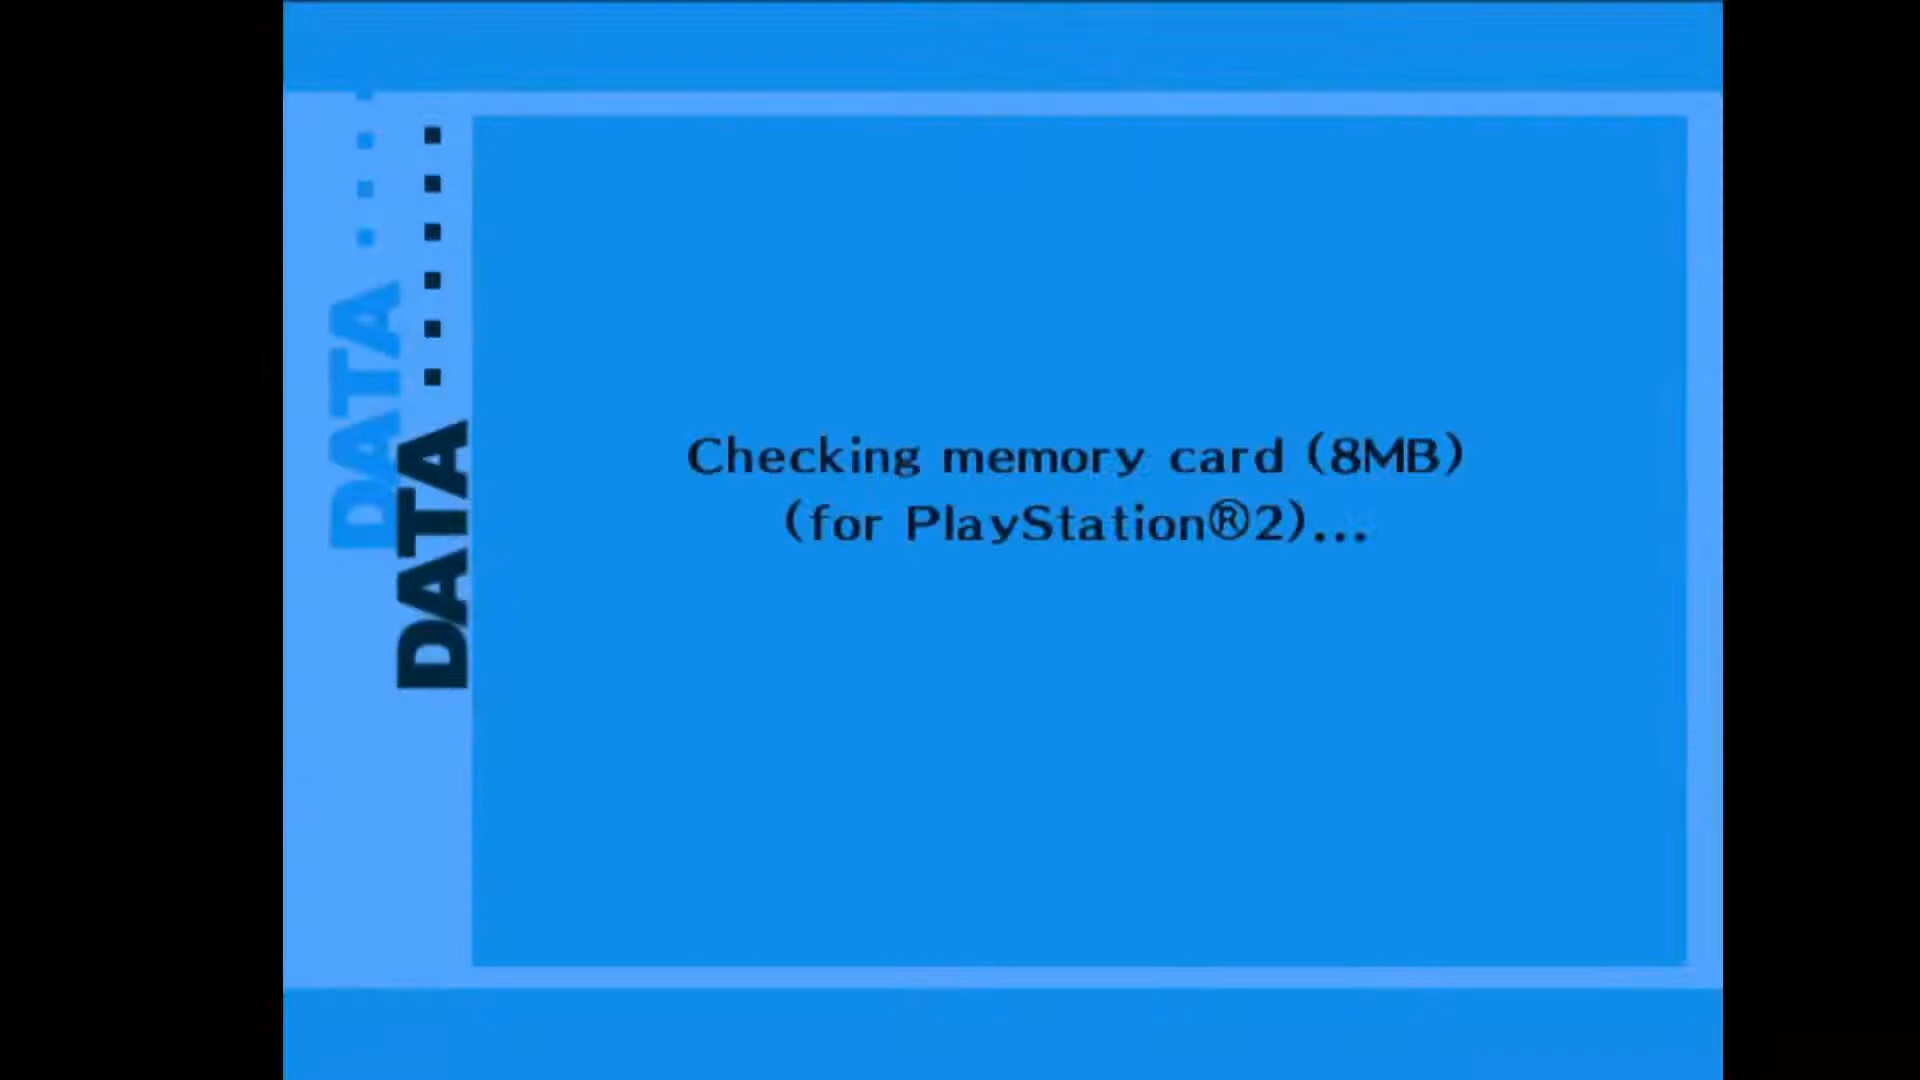 DATA......
DATA....
Checking memory card (8MB)
(for PlayStation®2)...